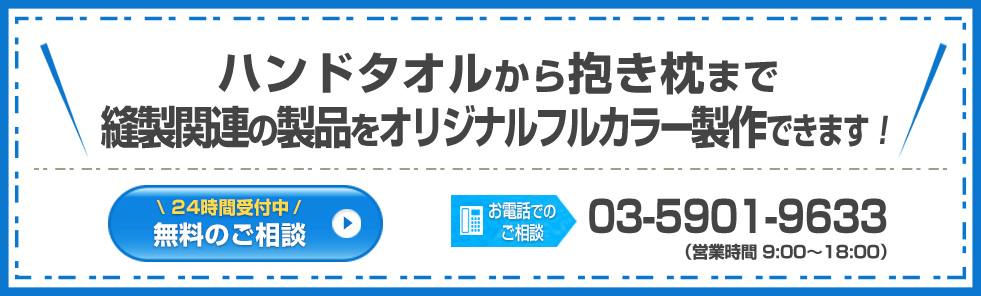 ハンドタオルから抱き枕まで
縫製関連の製品をオリジナルフルカラー製作できます！
\ 24時間受付中 /
無料のご相談
お電話での
ご相談
03-5901-9633
（営業時間 9:00～18:00）